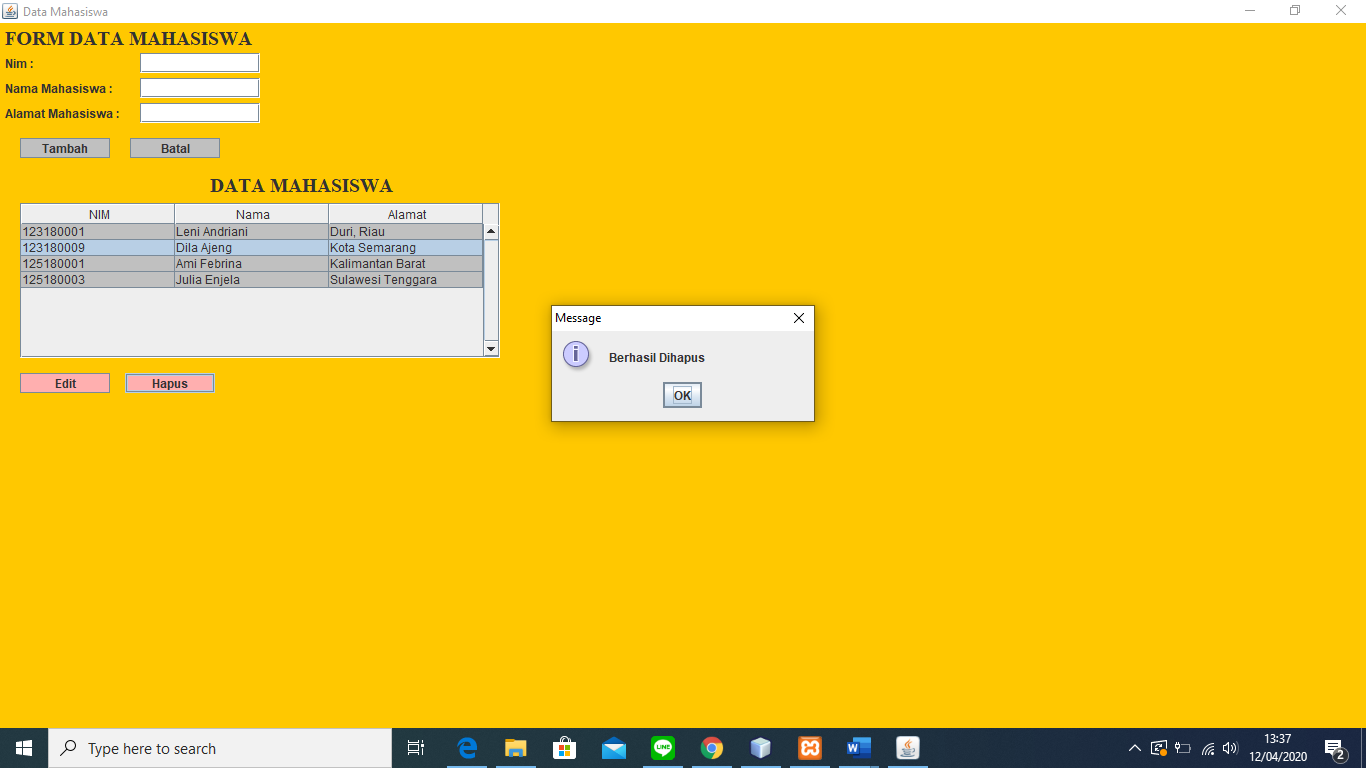 Data Mahasiswa
FORM DATA MAHASISWA
Nim :
Nama Mahasiswa :
Alamat Mahasiswa :
Tambah Batal
DATA MAHASISWA
NIM Nama Alamat
123180001 Leni Andriani Duri, Riau
123180009 Dila Ajeng Kota Semarang
125180001 Ami Febrina Kalimantan Barat
125180003 Julia Enjela Sulawesi Tenggara
Edit Hapus
Message
Berhasil Dihapus
OK
Type here to search
LINE
W
13:37
12/04/2020
2